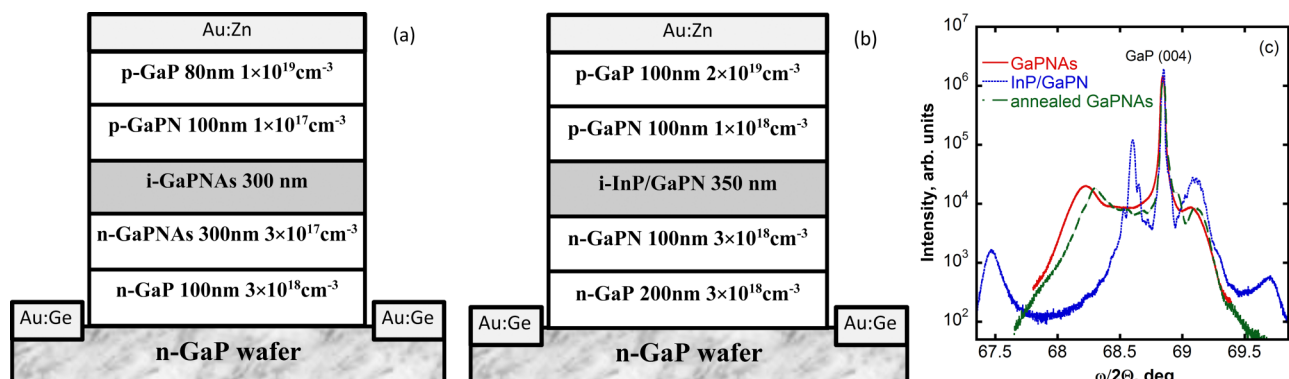 (a)
Au:Zn
p-GaP 80nm 1×10¹⁹cm⁻³
p-GaPN 100nm 1×10¹⁷cm⁻³
i-GaPNAs 300 nm
n-GaPNAs 300nm 3×10¹⁷cm⁻³
n-GaP 100nm 3×10¹⁸cm⁻³
Au:Ge
Au:Ge
n-GaP wafer
(b)
Au:Zn
p-GaP 100nm 2×10¹⁹cm⁻³
p-GaPN 100nm 1×10¹⁸cm⁻³
i-InP/GaPN 350 nm
n-GaPN 100nm 3×10¹⁸cm⁻³
n-GaP 200nm 3×10¹⁸cm⁻³
Au:Ge
Au:Ge
n-GaP wafer
(c)
GaP (004)
GaPNAs
InP/GaPN
annealed GaPNAs
Intensity, arb. units
10⁷
10⁶
10⁵
10⁴
10³
10²
67.5 68 68.5 69 69.5
ω/2Θ, deg